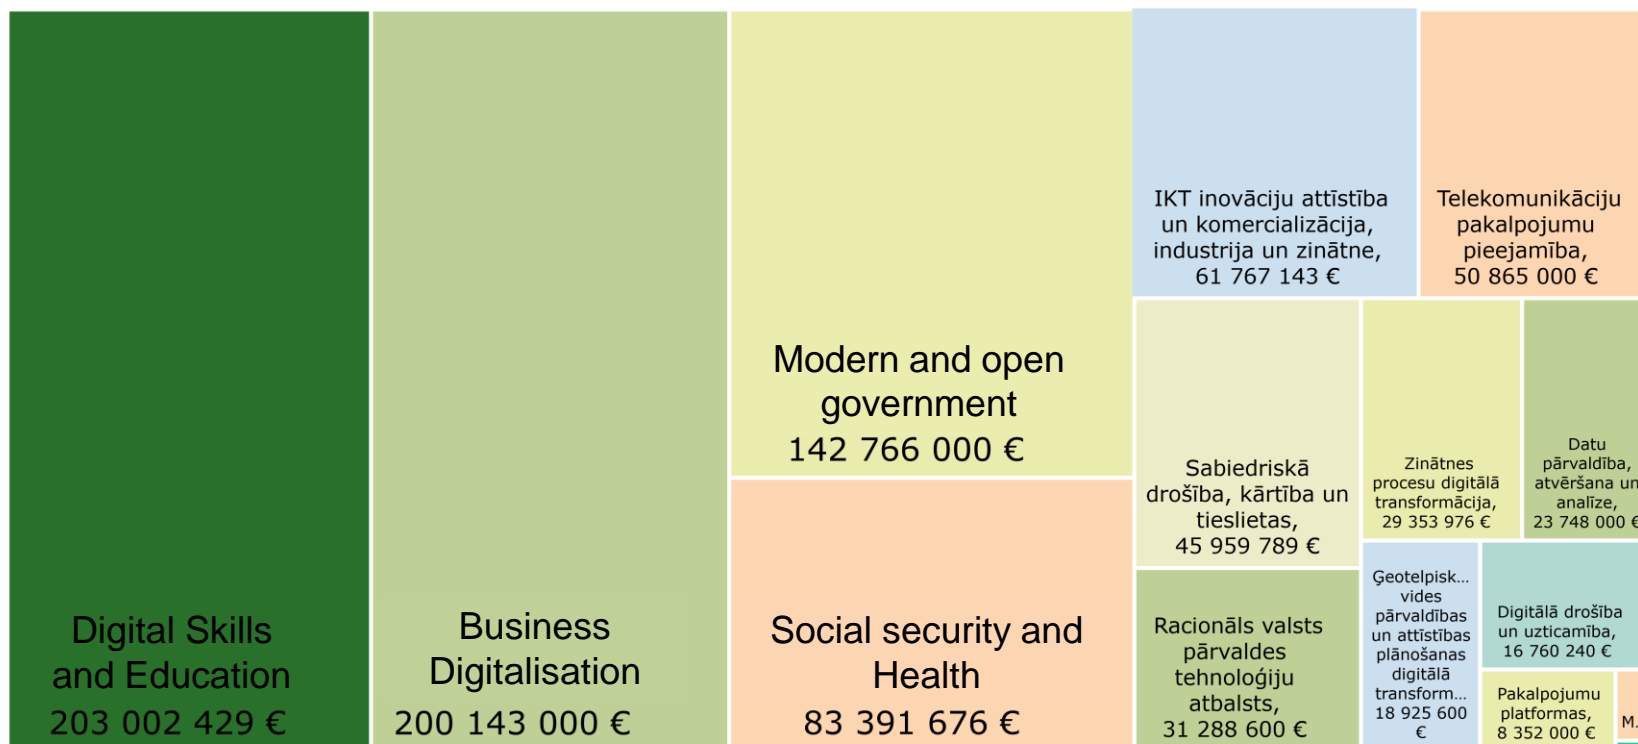 Digital Skills
and Education
203 002 429 €
Business
Digitalisation
200 143 000 €
Modern and open
government
142 766 000 €
Social security and
Health
83 391 676 €
IKT inovāciju attīstība
un komercializācija,
industrija un zinātne,
61 767 143 €
Telekomunikāciju
pakalpojumu
pieejamība,
50 865 000 €
Sabiedriskā
drošība, kārtība un
tieslietas,
45 959 789 €
Zinātnes
procesu digitālā
transformācija,
29 353 976 €
Datu
pārvaldība,
atvēršana un
analīze,
23 748 000 €
Racionāls valsts
pārvaldes
tehnoloģiju
atbalsts,
31 288 600 €
Ģeotelpisk...
vides
pārvaldības
un attīstības
plānošanas
digitālā
transform...
18 925 600
€
Digitālā drošība
un uzticamība,
16 760 240 €
Pakalpojumu
platformas,
8 352 000 €
M.